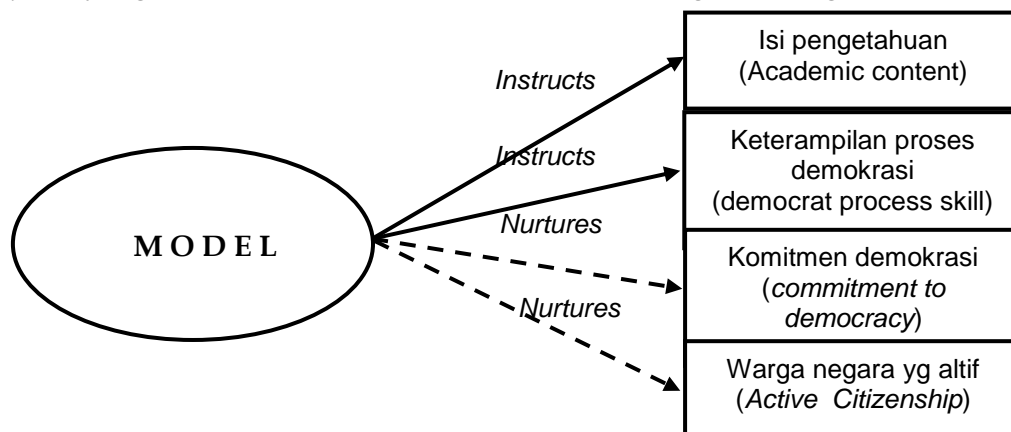 Instructs
Instructs
Nurtures
Nurtures
MODEL
Isi pengetahuan
(Academic content)
Keterampilan proses
demokrasi
(democrat process skill)
Komitmen demokrasi
(commitment to
democracy)
Warga negara yg altif
(Active Citizenship)